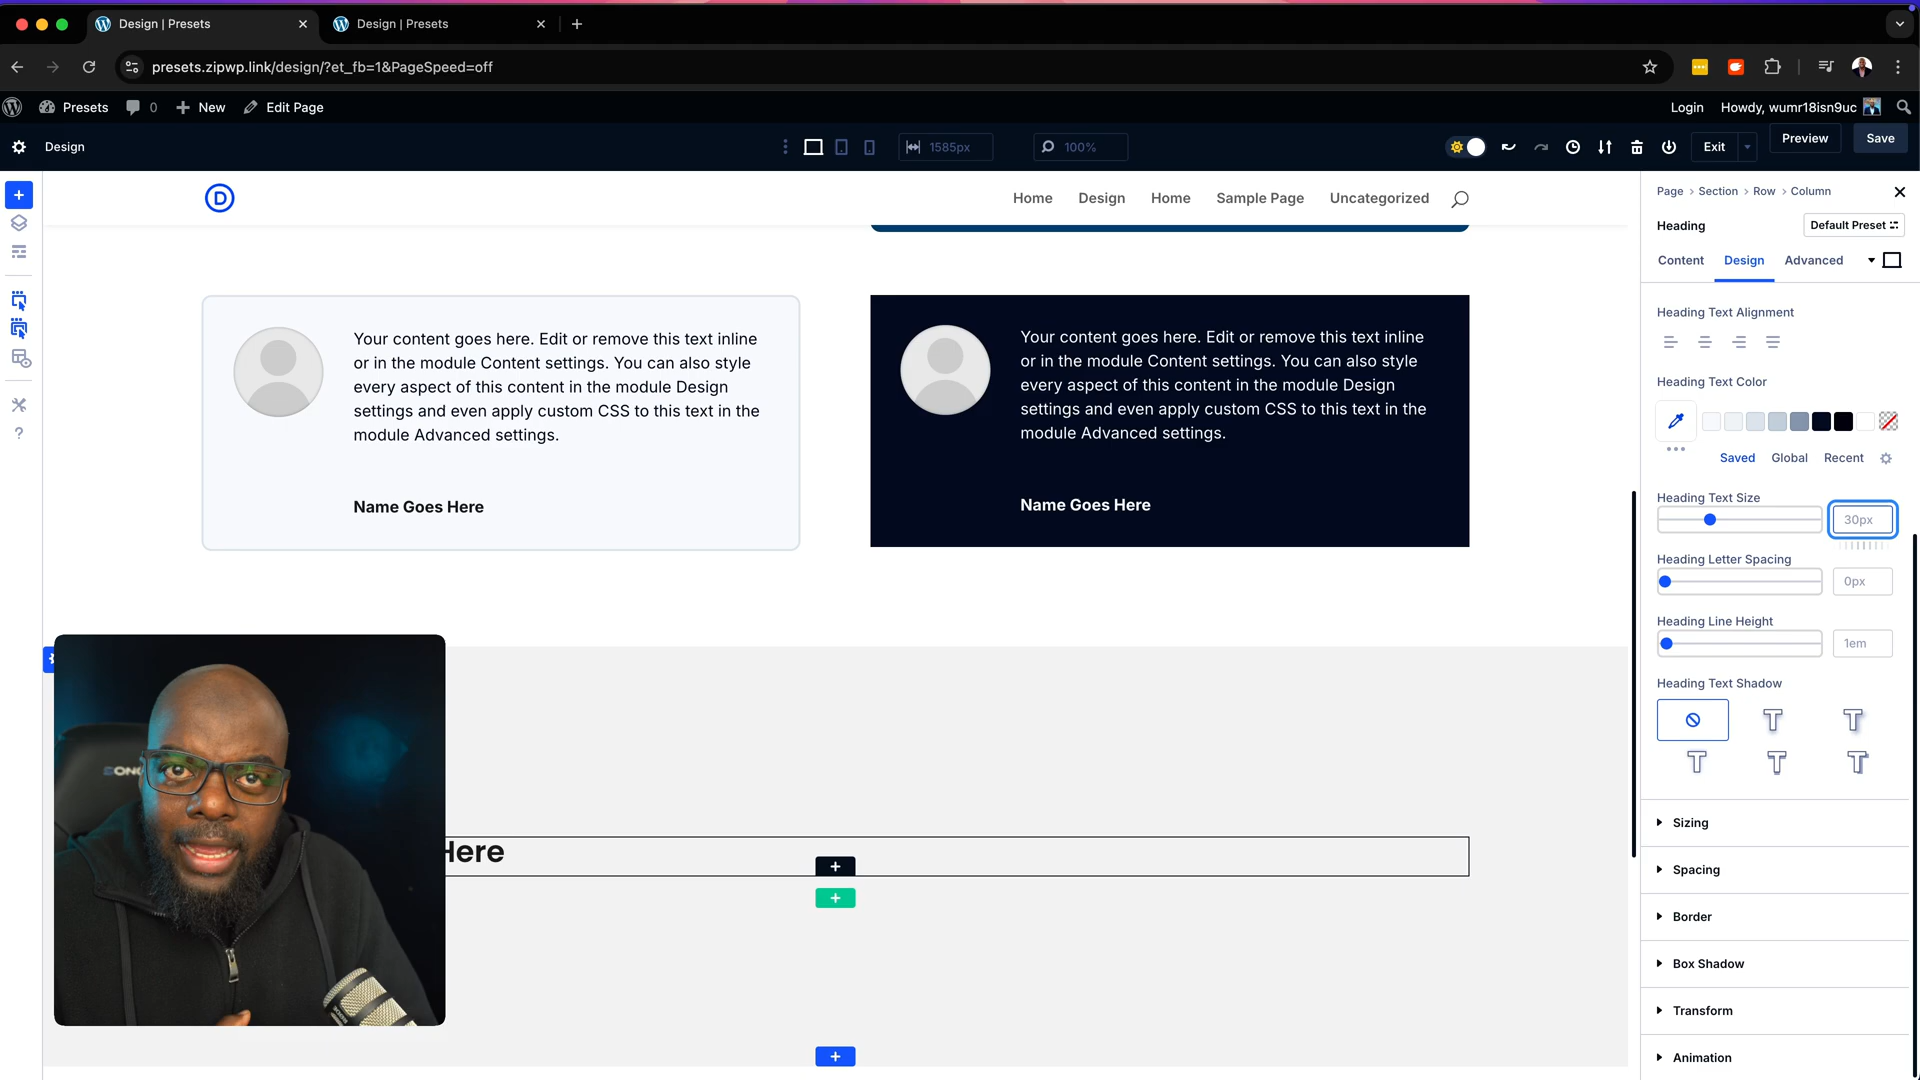 Design | Presets
Design | Presets
presets.zipwp.link/design/?et_fb=1&PageSpeed=off
Presets
0
New
Edit Page
Login
Howdy, wumr18isn9uc
Design
1585px
100%
Exit
Preview
Save
D
Home
Design
Home
Sample Page
Uncategorized
Page > Section > Row > Column
Heading
Default Preset
Content
Design
Advanced
Your content goes here. Edit or remove this text inline
or in the module Content settings. You can also style
every aspect of this content in the module Design
settings and even apply custom CSS to this text in the
module Advanced settings.
Name Goes Here
Your content goes here. Edit or remove this text inline
or in the module Content settings. You can also style
every aspect of this content in the module Design
settings and even apply custom CSS to this text in the
module Advanced settings.
Name Goes Here
Here
Heading Text Alignment
Heading Text Color
Saved
Global
Recent
Heading Text Size
30px
Heading Letter Spacing
0px
Heading Line Height
1em
Heading Text Shadow
T
T
T
T
T
Sizing
Spacing
Border
Box Shadow
Transform
Animation